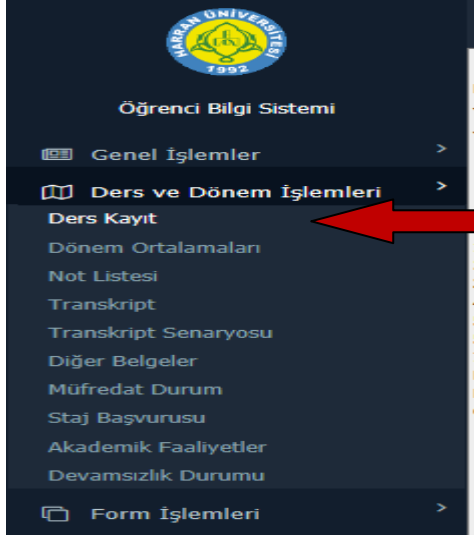 HARRAN ÜNİVERSİTESİ
1992
Öğrenci Bilgi Sistemi
Genel İşlemler >
Ders ve Dönem İşlemleri >
Ders Kayıt
Dönem Ortalamaları
Not Listesi
Transkript
Transkript Senaryosu
Diğer Belgeler
Müfredat Durum
Staj Başvurusu
Akademik Faaliyetler
Devamsızlık Durumu
Form İşlemleri >